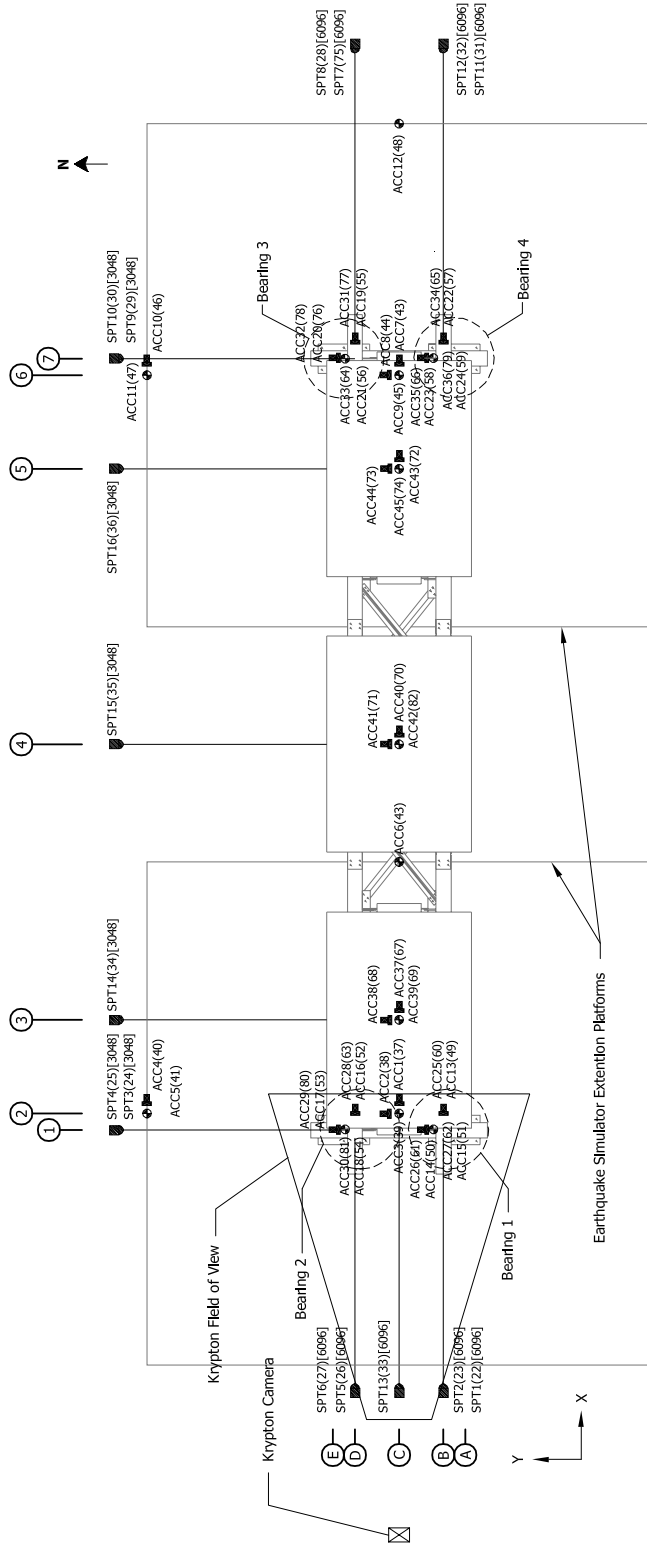 1
2
3
4
5
6
7
N
SPT4(25)[3048]
SPT3(24)[3048]
SPT14(34)[3048]
SPT15(35)[3048]
SPT16(36)[3048]
SPT10(30)[3048]
SPT9(29)[3048]
ACC4(40)
ACC5(41)
ACC11(47)
ACC10(46)
Krypton Camera
Krypton Field of View
Bearing 2
Bearing 3
SPT6(27)[6096]
SPT5(26)[6096]
SPT13(33)[6096]
SPT2(23)[6096]
SPT1(22)[6096]
E
D
C
B
A
ACC29(80)
ACC17(53)
ACC28(63)
ACC16(52)
ACC30(81)
ACC18(54)
ACC2(38)
ACC1(37)
ACC3(39)
ACC26(61)
ACC14(50)
ACC25(60)
ACC13(49)
ACC27(62)
ACC15(51)
ACC38(68)
ACC37(67)
ACC39(69)
ACC6(43)
ACC41(71)
ACC40(70)
ACC42(82)
ACC44(73)
ACC45(74)
ACC43(72)
ACC32(78)
ACC20(76)
ACC31(77)
ACC19(55)
ACC33(64)
ACC21(56)
ACC8(44)
ACC7(43)
ACC9(45)
ACC35(66)
ACC23(58)
ACC34(65)
ACC22(57)
ACC36(79)
ACC24(59)
ACC12(48)
SPT8(28)[6096]
SPT7(75)[6096]
SPT12(32)[6096]
SPT11(31)[6096]
Bearing 1
Bearing 4
Earthquake Simulator Extention Platforms
Y
X